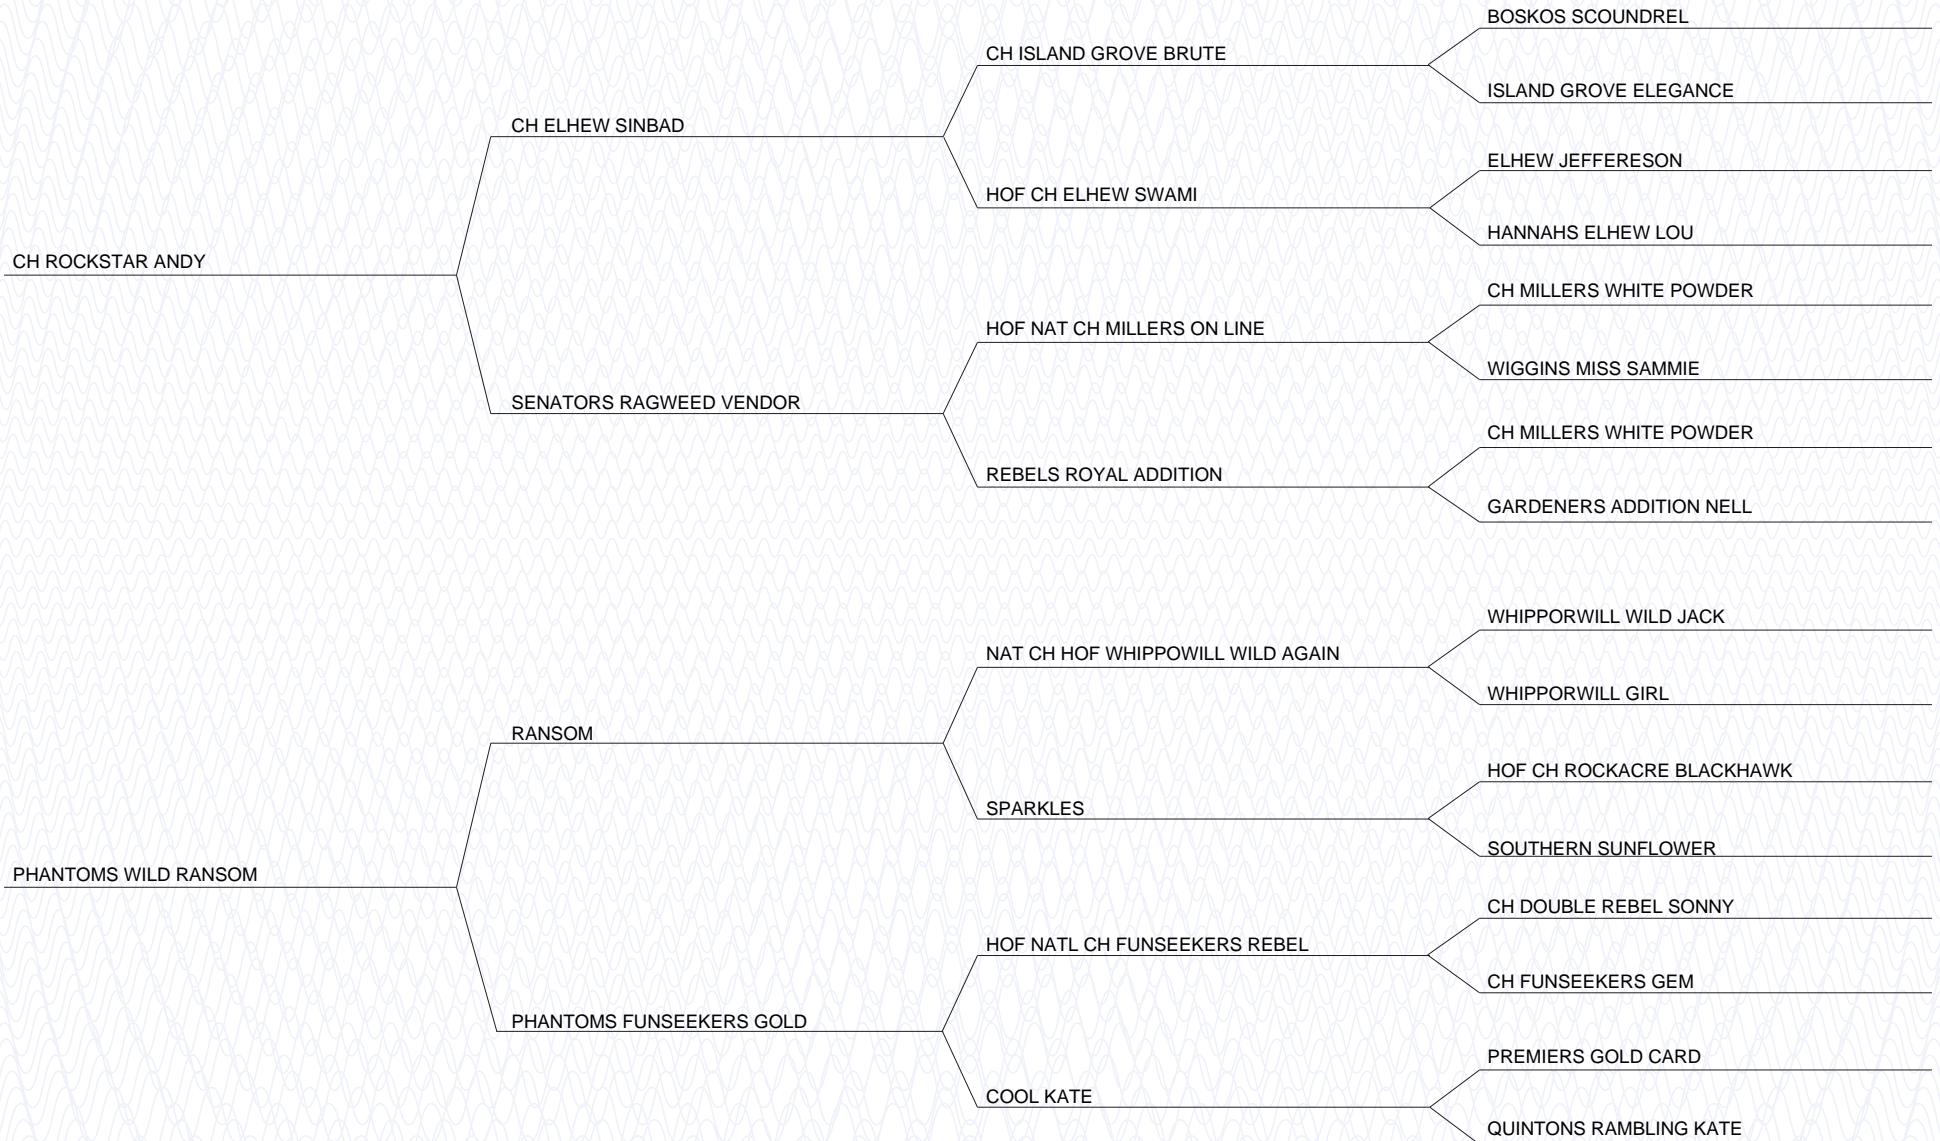 BOSKOS SCOUNDREL
CH ISLAND GROVE BRUTE
ISLAND GROVE ELEGANCE
CH ELHEW SINBAD
ELHEW JEFFERESON
HOF CH ELHEW SWAMI
HANNAHS ELHEW LOU
CH ROCKSTAR ANDY
CH MILLERS WHITE POWDER
HOF NAT CH MILLERS ON LINE
WIGGINS MISS SAMMIE
SENATORS RAGWEED VENDOR
CH MILLERS WHITE POWDER
REBELS ROYAL ADDITION
GARDENERS ADDITION NELL
WHIPPORWILL WILD JACK
NAT CH HOF WHIPPOWILL WILD AGAIN
WHIPPORWILL GIRL
RANSOM
HOF CH ROCKACRE BLACKHAWK
SPARKLES
SOUTHERN SUNFLOWER
PHANTOMS WILD RANSOM
CH DOUBLE REBEL SONNY
HOF NATL CH FUNSEEKERS REBEL
CH FUNSEEKERS GEM
PHANTOMS FUNSEEKERS GOLD
PREMIERS GOLD CARD
COOL KATE
QUINTONS RAMBLING KATE